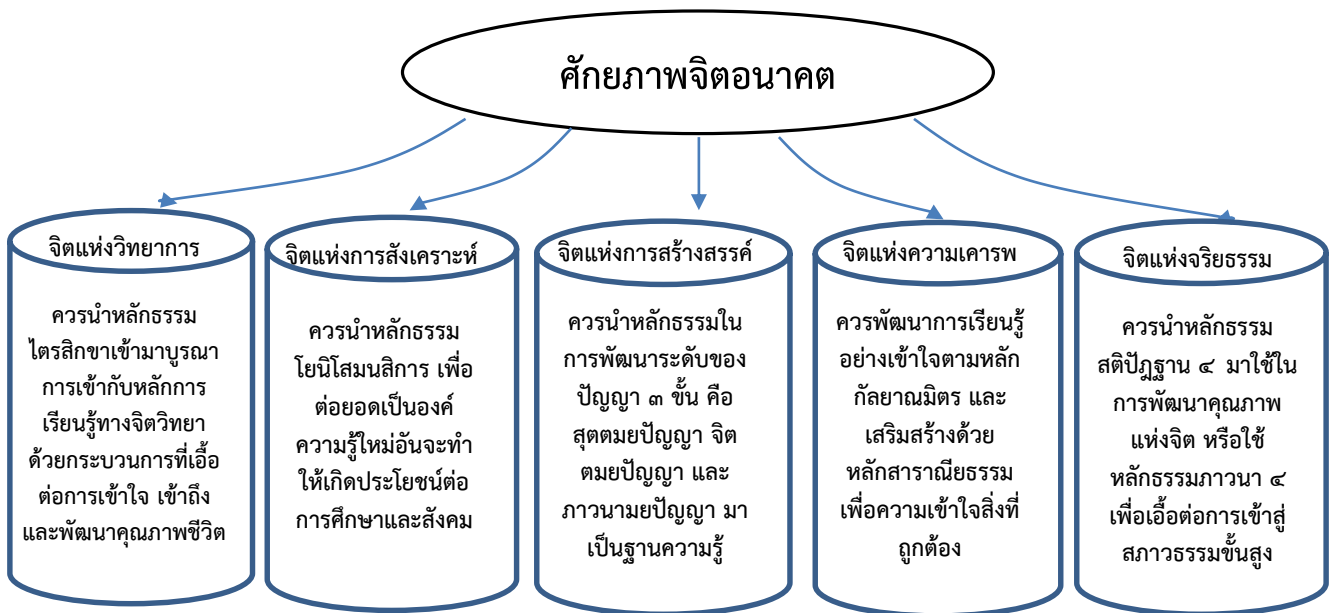 ศักยภาพจิตอนาคต
จิตแห่งวิทยาการ
ควรนำหลักธรรม
ไตรสิกขาเข้ามาบูรณา
การเข้ากับหลักการ
เรียนรู้ทางจิตวิทยา
ด้วยกระบวนการที่เอื้อ
ต่อการเข้าใจ เข้าถึง
และพัฒนาคุณภาพชีวิต
จิตแห่งการสังเคราะห์
ควรนำหลักธรรม
โยนิโสมนสิการ เพื่อ
ต่อยอดเป็นองค์
ความรู้ใหม่อันจะทำ
ให้เกิดประโยชน์ต่อ
การศึกษาและสังคม
จิตแห่งการสร้างสรรค์
ควรนำหลักธรรมใน
การพัฒนาระดับของ
ปัญญา ๓ ขั้น คือ
สุตตมยปัญญา จิต
ตมยปัญญา และ
ภาวนามยปัญญา มา
เป็นฐานความรู้
จิตแห่งความเคารพ
ควรพัฒนาการเรียนรู้
อย่างเข้าใจตามหลัก
กัลยาณมิตร และ
เสริมสร้างด้วย
หลักสาราณียธรรม
เพื่อความเข้าใจสิ่งที่
ถูกต้อง
จิตแห่งจริยธรรม
ควรนำหลักธรรม
สติปัฏฐาน ๔ มาใช้ใน
การพัฒนาคุณภาพ
แห่งจิต หรือใช้
หลักธรรมภาวนา ๔
เพื่อเอื้อต่อการเข้าสู่
สภาวธรรมขั้นสูง